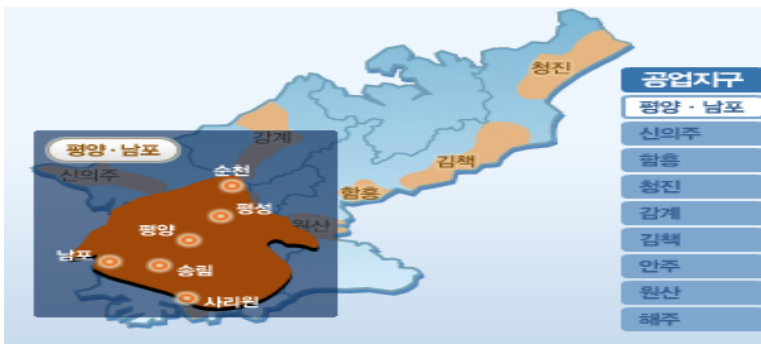 청진
공업지구
평양·남포
평양·남포
신의주
강계
김책
함흥
신의주
순천
함흥
청진
평성
원산
강계
평양
김책
남포
송림
안주
사리원
원산
해주